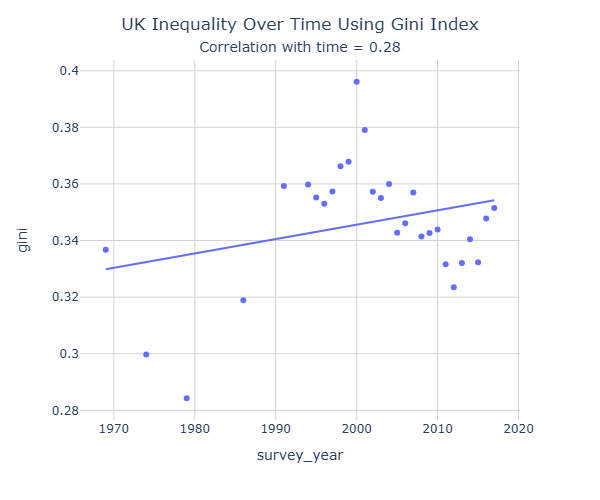 UK Inequality Over Time Using Gini Index
Correlation with time = 0.28
0.4
0.38
0.36
0.34
0.32
0.3
0.28
gini
1970 1980 1990 2000 2010 2020
survey_year